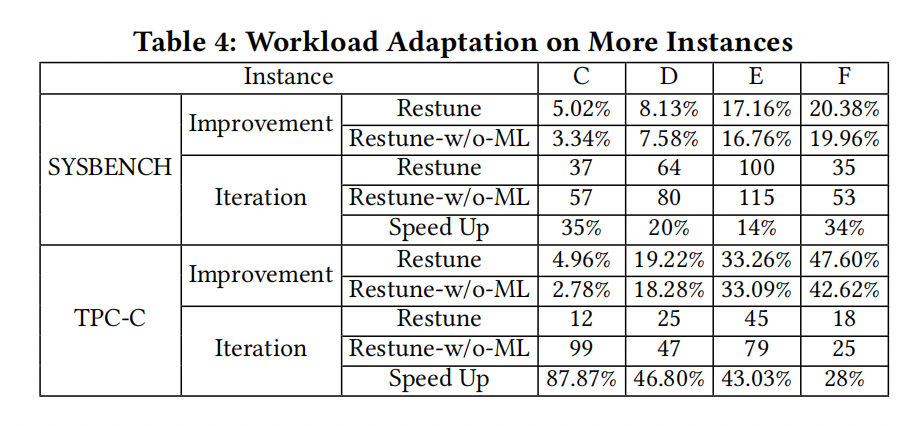 Table 4: Workload Adaptation on More Instances
Instance C D E F
SYSBENCH Improvement Restune 5.02% 8.13% 17.16% 20.38%
Restune-w/o-ML 3.34% 7.58% 16.76% 19.96%
Iteration Restune 37 64 100 35
Restune-w/o-ML 57 80 115 53
Speed Up 35% 20% 14% 34%
TPC-C Improvement Restune 4.96% 19.22% 33.26% 47.60%
Restune-w/o-ML 2.78% 18.28% 33.09% 42.62%
Iteration Restune 12 25 45 18
Restune-w/o-ML 99 47 79 25
Speed Up 87.87% 46.80% 43.03% 28%